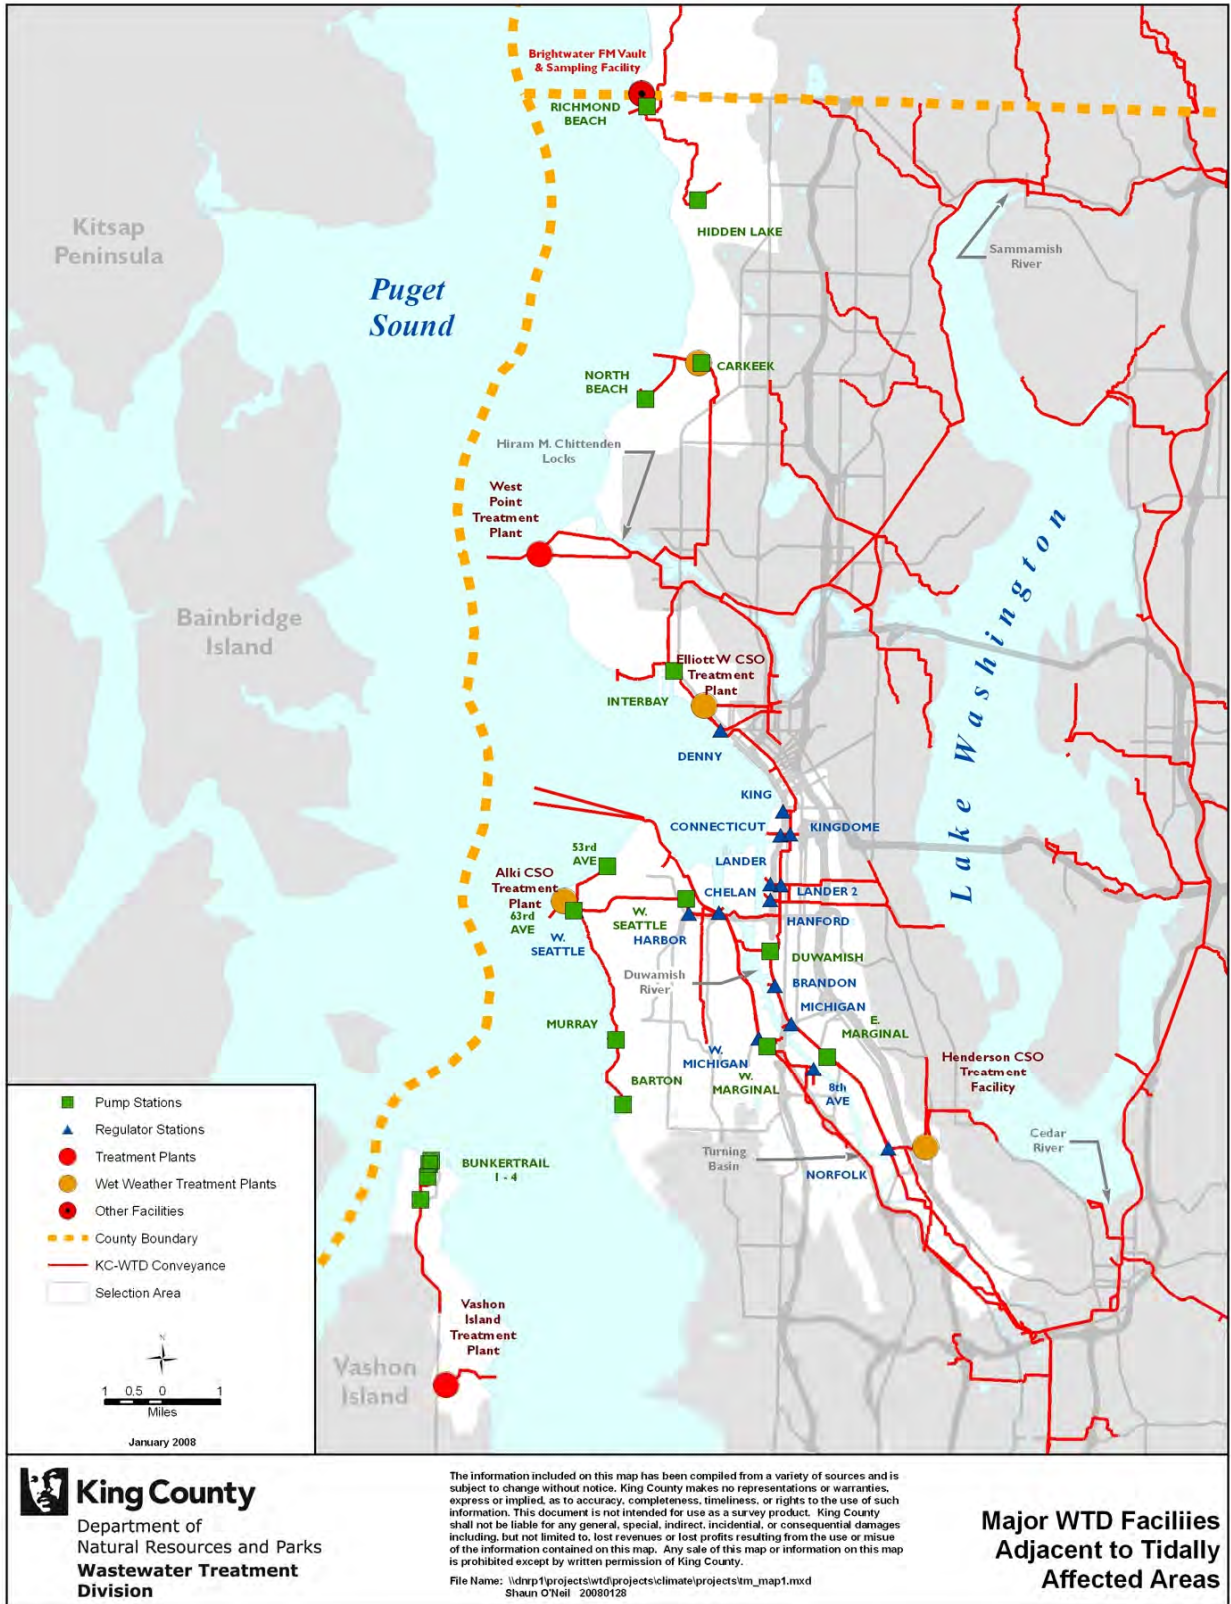 Brightwater FM Vault
& Sampling Facility
RICHMOND
BEACH
HIDDEN LAKE
Kitsap
Peninsula
Sammamish
River
Puget
Sound
CARKEEK
NORTH
BEACH
Hiram M. Chittenden
Locks
West
Point
Treatment
Plant
Lake Washington
Bainbridge
Island
Elliott W CSO
Treatment
Plant
INTERBAY
DENNY
KING
CONNECTICUT
KINGDOME
LANDER
53rd
AVE
Alki CSO
Treatment
Plant
CHELAN
LANDER 2
63rd
AVE
W.
SEATTLE
W.
SEATTLE
HARBOR
HANFORD
DUWAMISH
Duwamish
River
BRANDON
MICHIGAN
MURRAY
E.
MARGINAL
W.
MICHIGAN
Henderson CSO
Treatment
Facility
BARTON
W.
MARGINAL
8th
AVE
Cedar
River
Turning
Basin
NORFOLK
BUNKERTRAIL
1 - 4
Pump Stations
Regulator Stations
Treatment Plants
Wet Weather Treatment Plants
Other Facilities
County Boundary
KC-WTD Conveyance
Selection Area
Vashon
Island
Treatment
Plant
Vashon
Island
N
1 0.5 0 1
Miles
January 2008
King County
Department of
Natural Resources and Parks
Wastewater Treatment
Division
The information included on this map has been compiled from a variety of sources and is
subject to change without notice. King County makes no representations or warranties,
express or implied, as to accuracy, completeness, timeliness, or rights to the use of such
information. This document is not intended for use as a survey product. King County
shall not be liable for any general, special, indirect, incidental, or consequential damages
including, but not limited to, lost revenues or lost profits resulting from the use or misuse
of the information contained on this map. Any sale of this map or information on this map
is prohibited except by written permission of King County.
File Name: \\dnrp1\projects\wtd\projects\climate\projects\tm_map1.mxd
Shaun O'Neil 20080128
Major WTD Faciliies
Adjacent to Tidally
Affected Areas